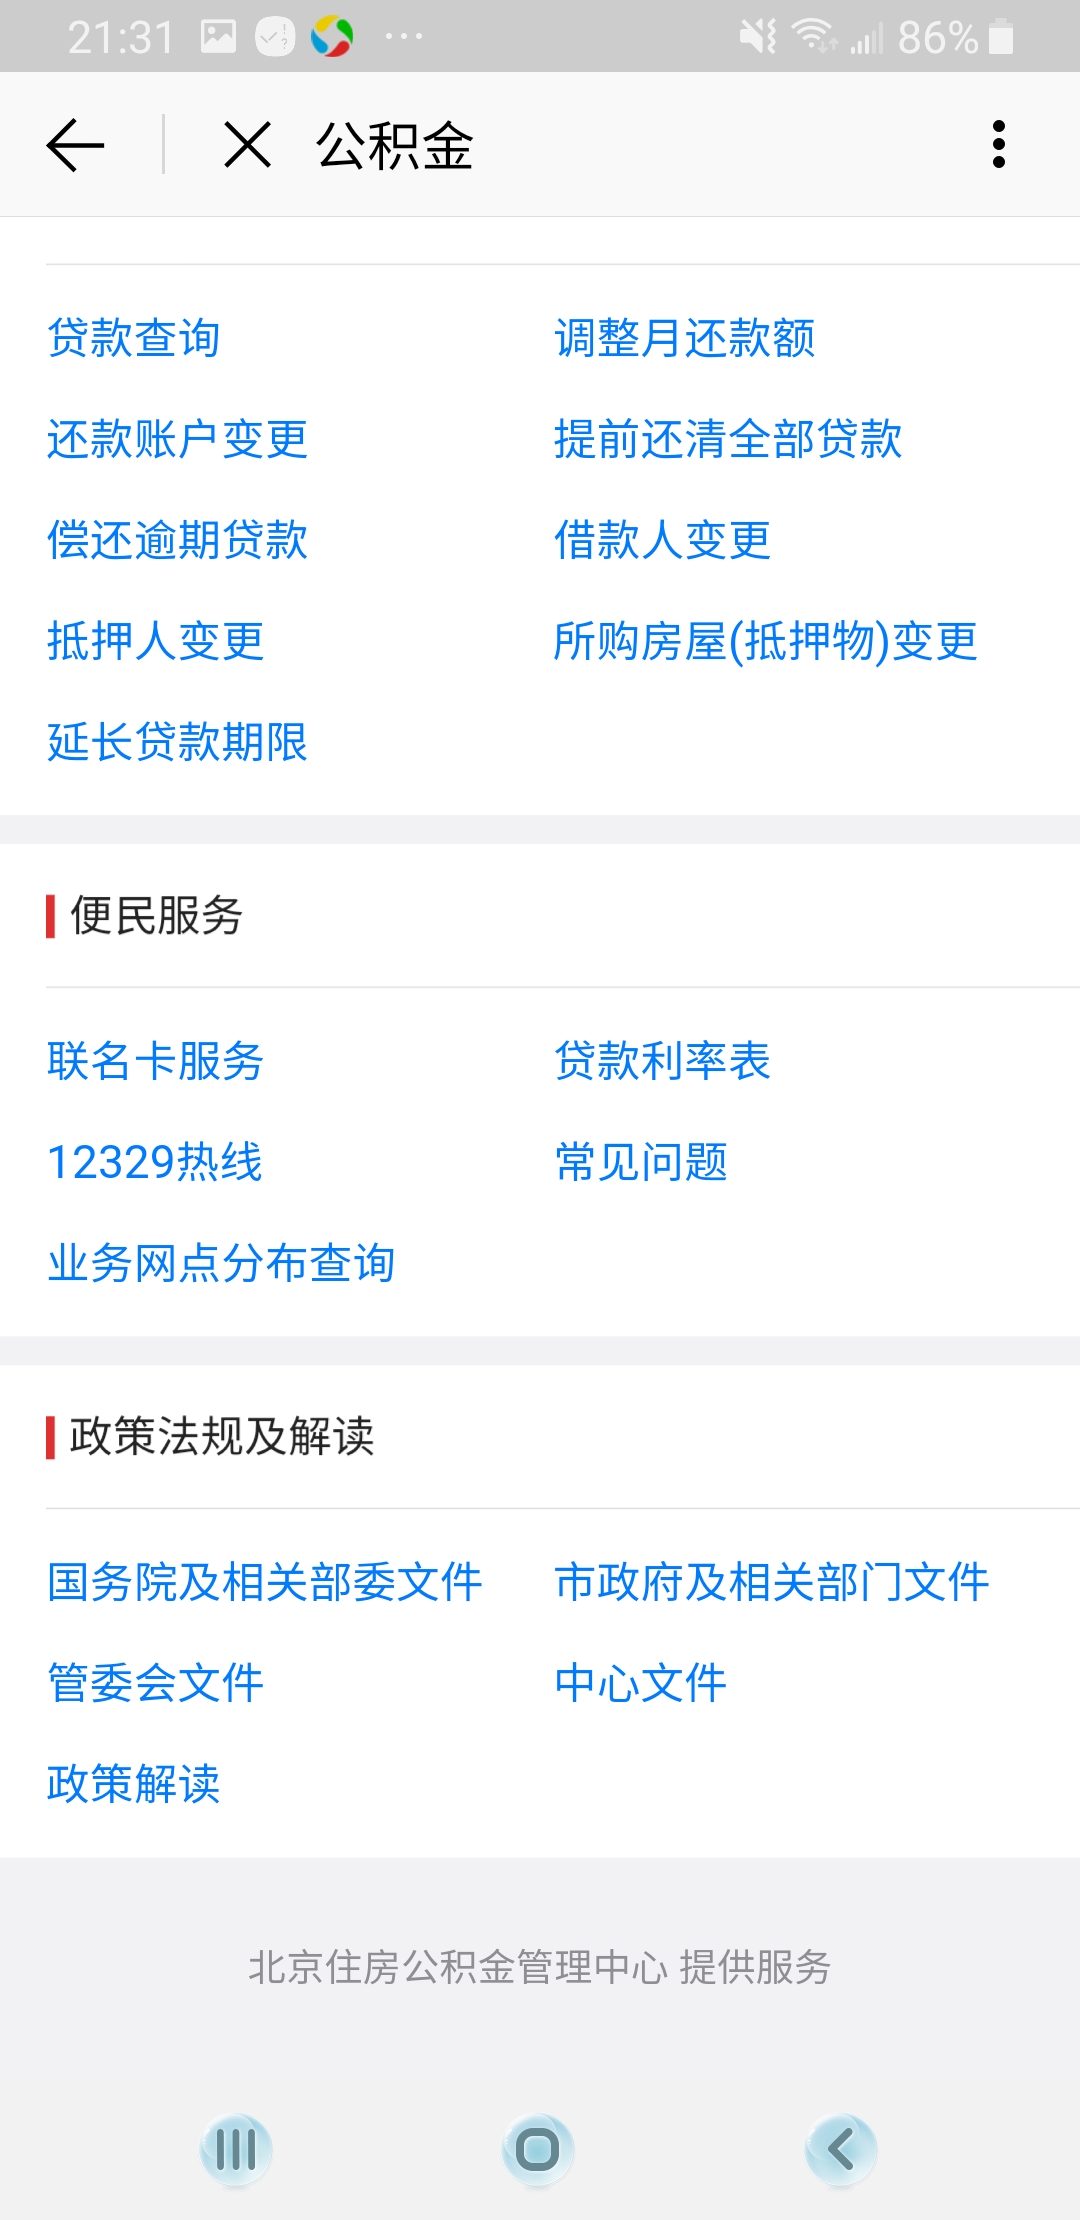 21:31 86%
公积金
贷款查询 调整月还款额
还款账户变更 提前还清全部贷款
偿还逾期贷款 借款人变更
抵押人变更 所购房屋(抵押物)变更
延长贷款期限
便民服务
联名卡服务 贷款利率表
12329热线 常见问题
业务网点分布查询
政策法规及解读
国务院及相关部委文件 市政府及相关部门文件
管委会文件 中心文件
政策解读
北京住房公积金管理中心 提供服务